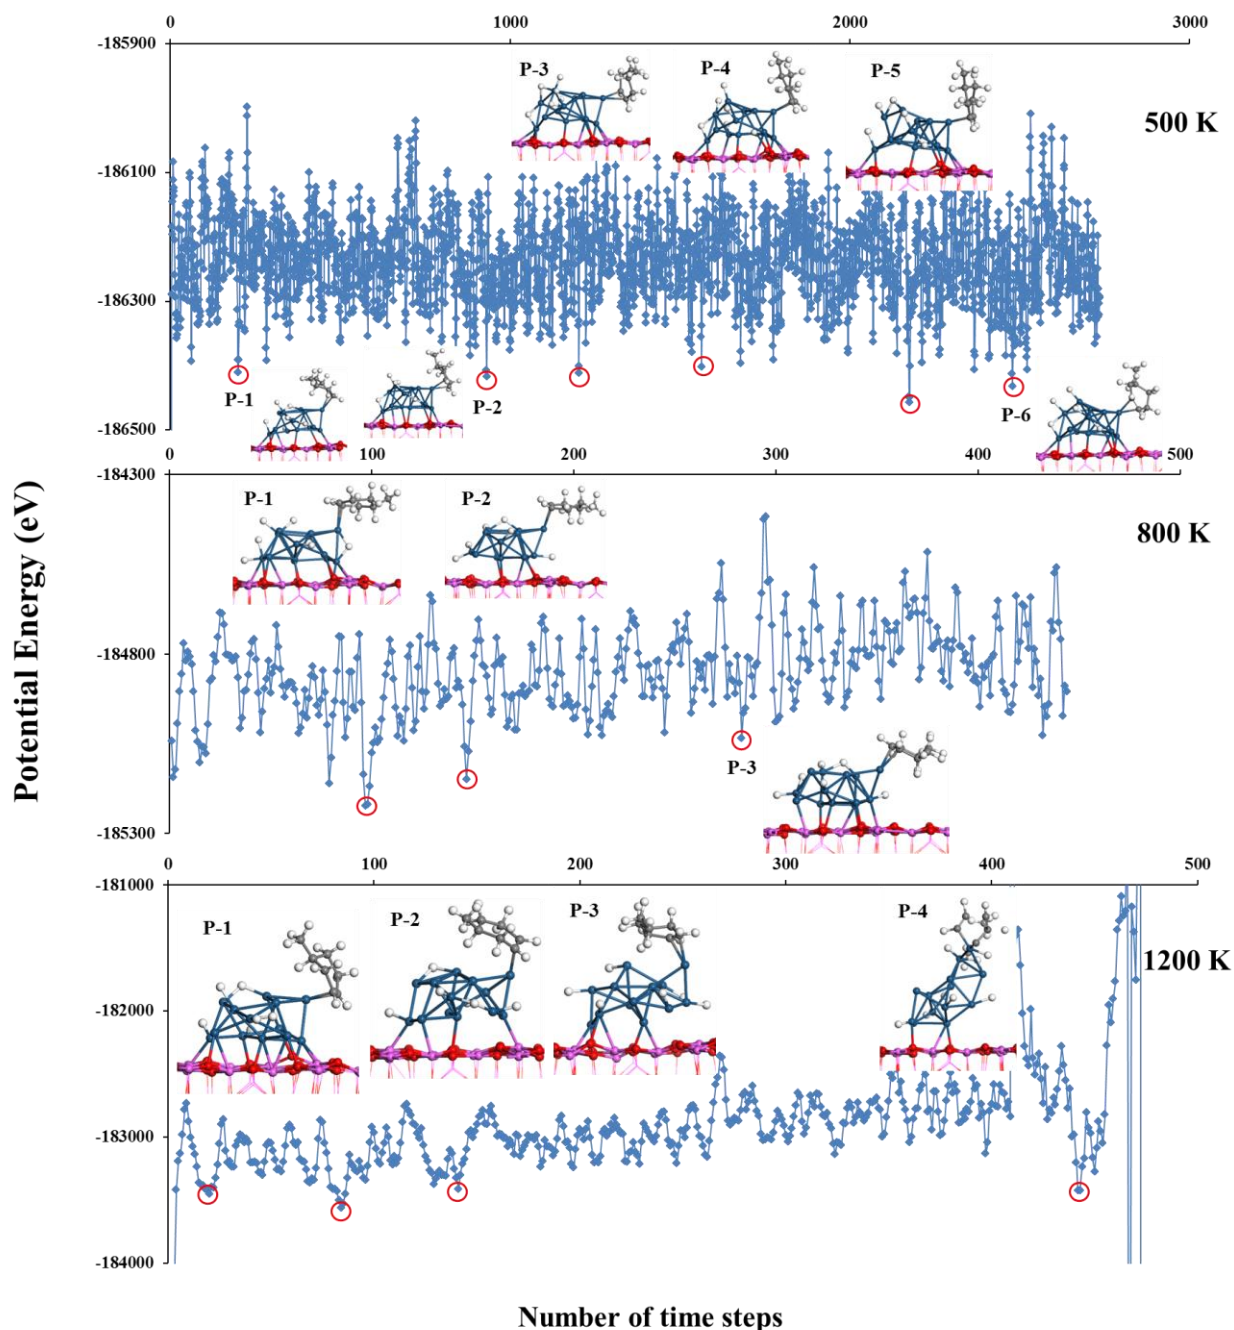 0 1000 2000 3000
-185900
P-3 P-4 P-5
500 K
-186100
-186300
P-1 P-2 P-6
-186500
0 100 200 300 400 500
-184300
P-1 P-2
800 K
-184800
P-3
-185300
0 100 200 300 400 500
-181000
P-1 P-2 P-3 P-4
1200 K
-182000
-183000
-184000
Potential Energy (eV)
Number of time steps